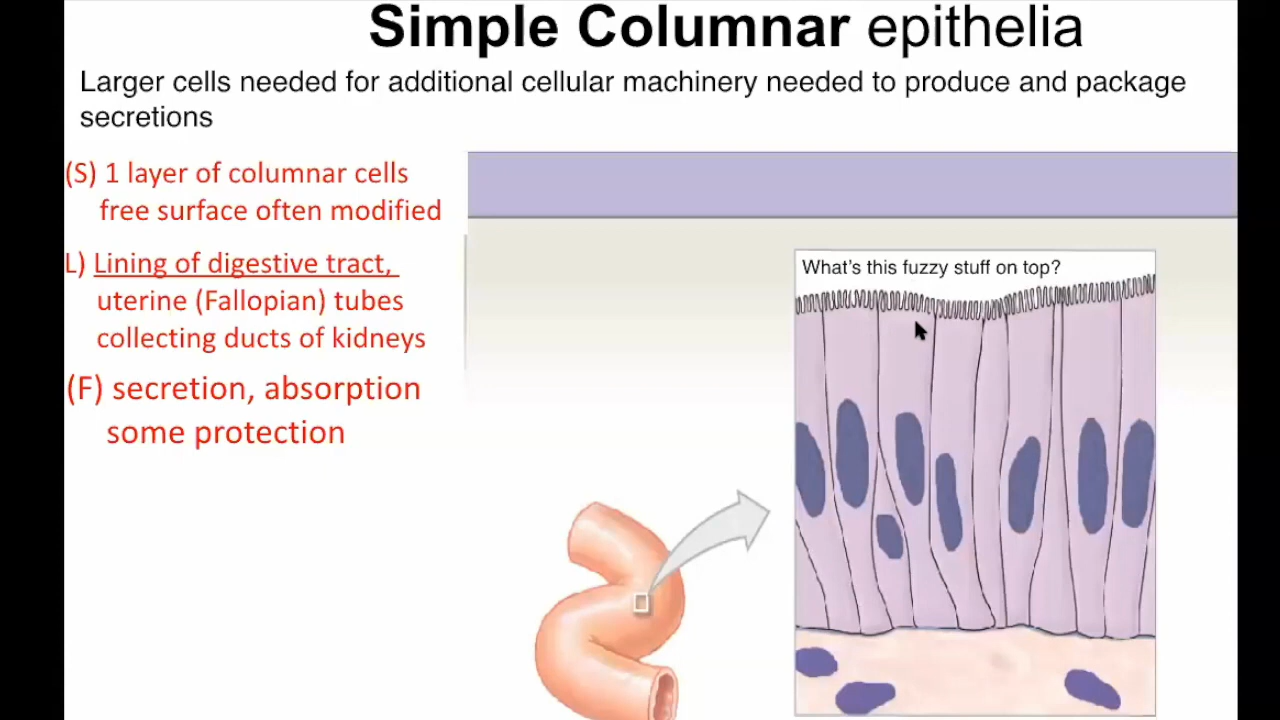 Simple Columnar epithelia
Larger cells needed for additional cellular machinery needed to produce and package
secretions
(S) 1 layer of columnar cells
free surface often modified
L) Lining of digestive tract,
uterine (Fallopian) tubes
collecting ducts of kidneys
(F) secretion, absorption
some protection
What's this fuzzy stuff on top?